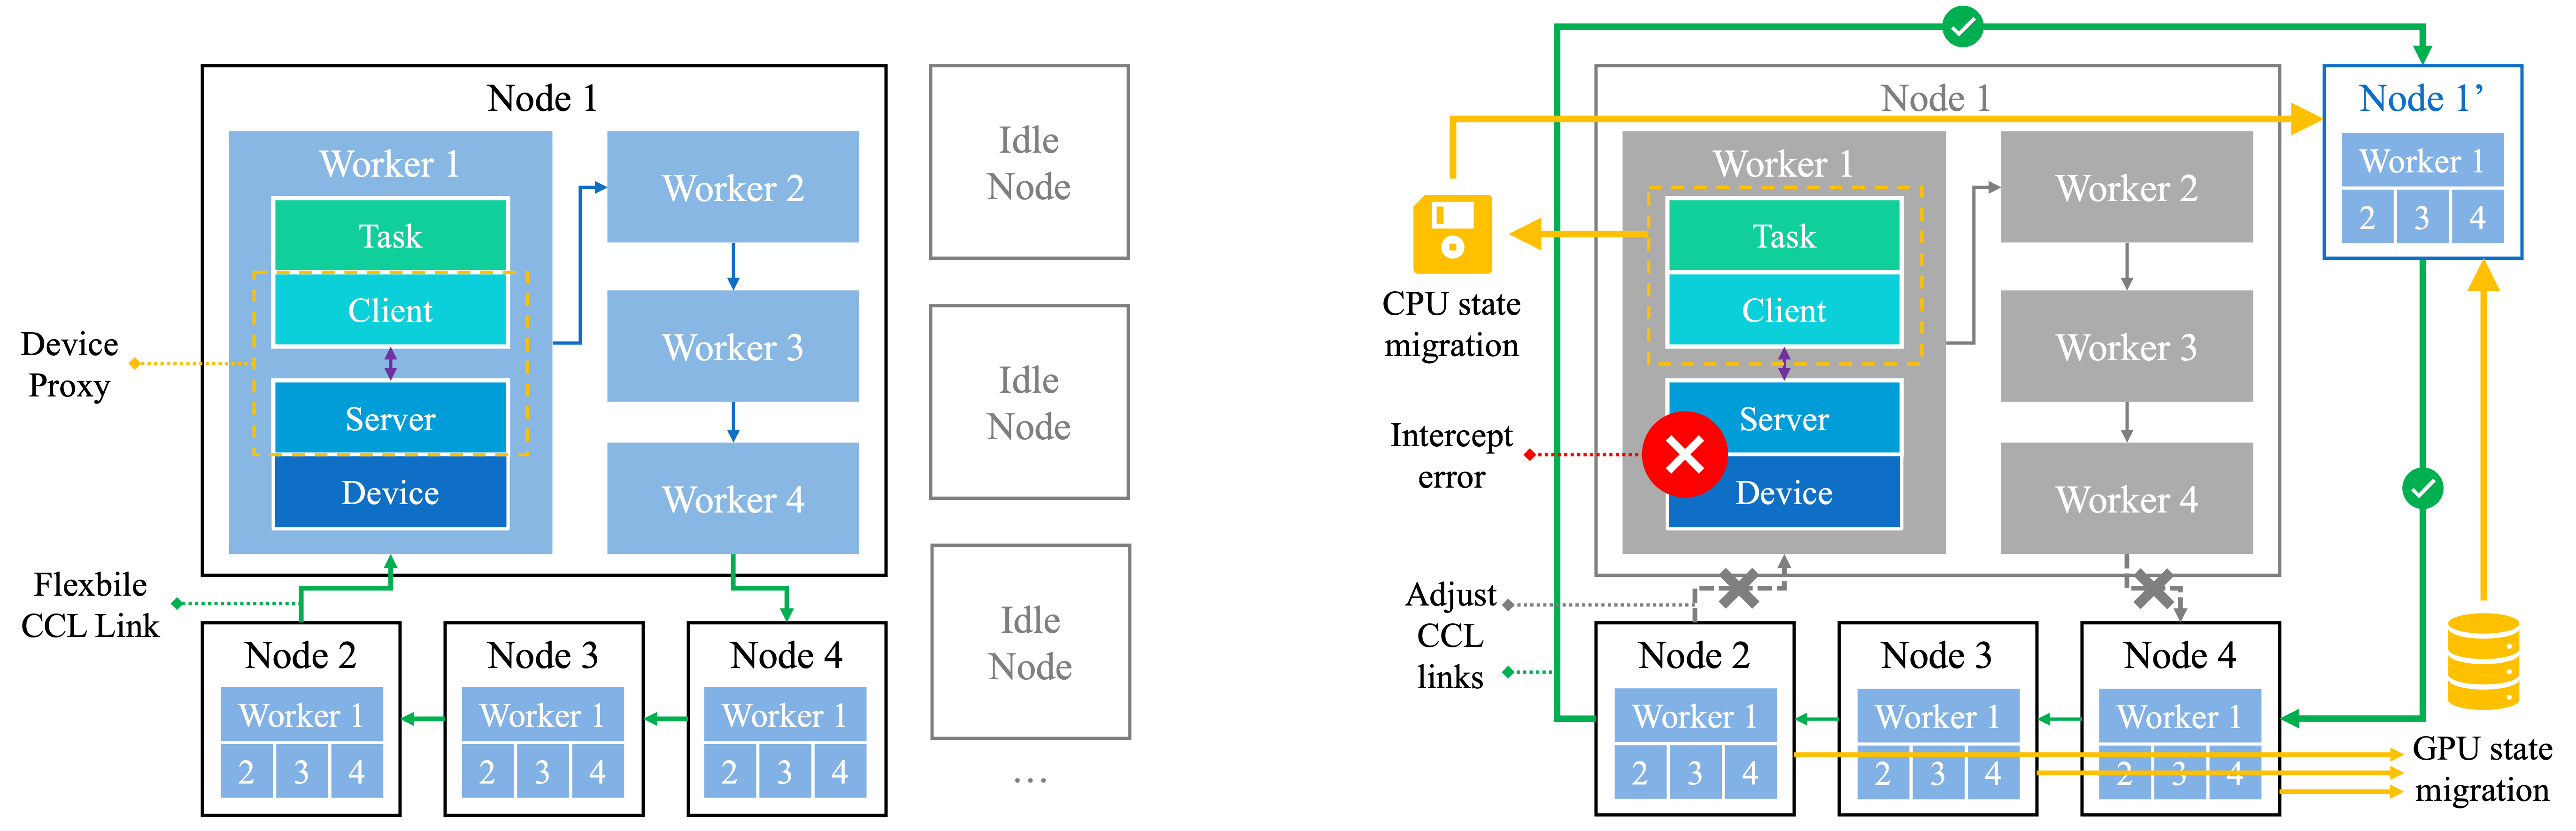 Node 1
Worker 1
Task
Client
Server
Device
Worker 2
Worker 3
Worker 4
Device
Proxy
Flexbile
CCL Link
Node 2
Worker 1
2 3 4
Node 3
Worker 1
2 3 4
Node 4
Worker 1
2 3 4
Idle
Node
Idle
Node
Idle
Node
...
Node 1
Worker 1
Task
Client
Server
Device
Worker 2
Worker 3
Worker 4
Node 1’
Worker 1
2 3 4
CPU state
migration
Intercept
error
Adjust
CCL
links
Node 2
Worker 1
2 3 4
Node 3
Worker 1
2 3 4
Node 4
Worker 1
2 3 4
GPU state
migration